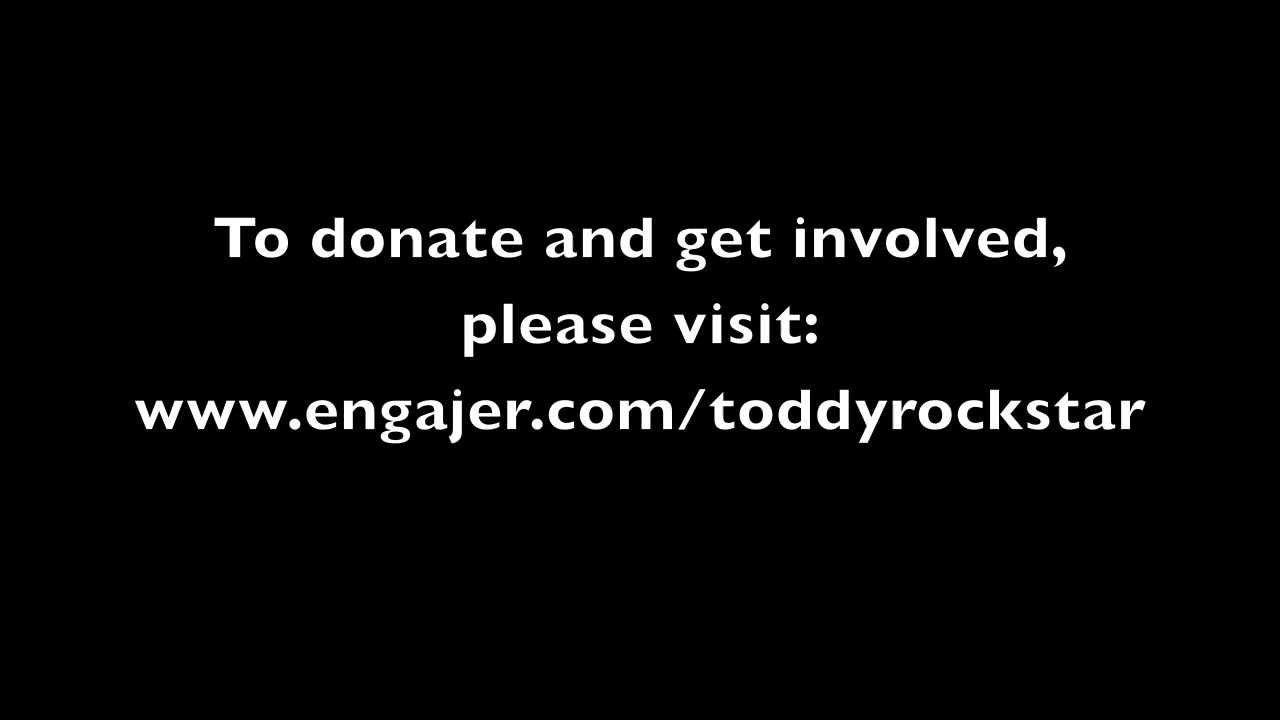 To donate and get involved,
please visit:
www.engajer.com/toddyrockstar